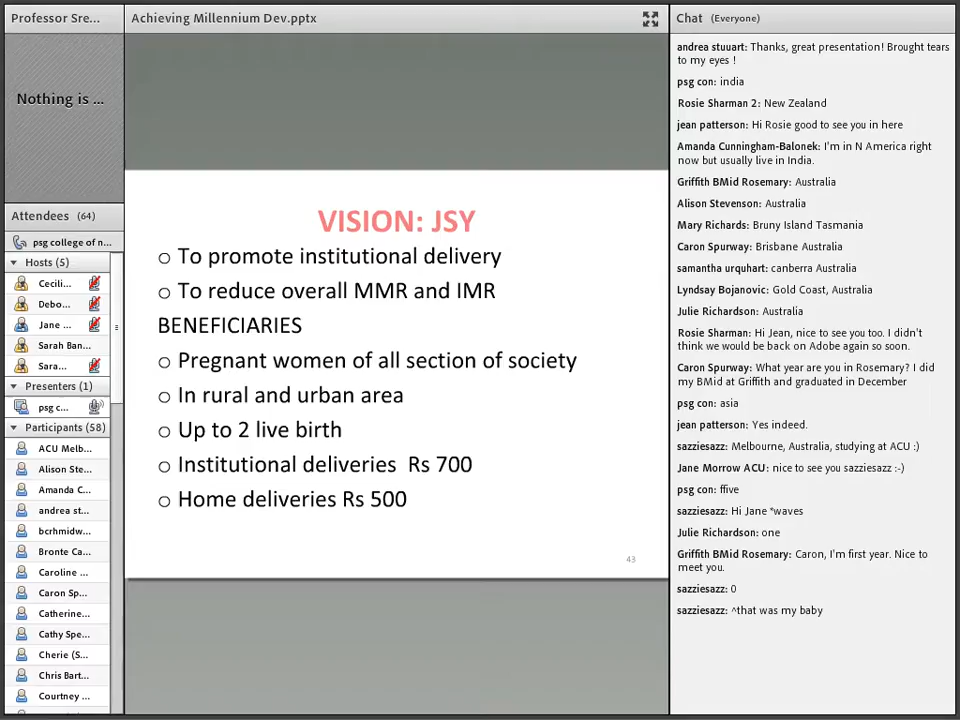 Professor Sre...
Nothing is ...
Attendees (64)
psg college of n...
Hosts (5)
Cecili...
Debo...
Jane ...
Sarah Ban...
Sara...
Presenters (1)
psg c...
Participants (58)
ACU Melb...
Alison Ste...
Amanda C...
andrea st...
bcrhmidw...
Bronte Ca...
Caroline ...
Caron Sp...
Catherine...
Cathy Spe...
Cherie (S...
Chris Bart...
Courtney ...
Achieving Millennium Dev.pptx
VISION: JSY
o To promote institutional delivery
o To reduce overall MMR and IMR
BENEFICIARIES
o Pregnant women of all section of society
o In rural and urban area
o Up to 2 live birth
o Institutional deliveries Rs 700
o Home deliveries Rs 500
43
Chat (Everyone)
andrea stuuart: Thanks, great presentation! Brought tears
to my eyes !
psg con: india
Rosie Sharman 2: New Zealand
jean patterson: Hi Rosie good to see you in here
Amanda Cunningham-Balonek: I'm in N America right
now but usually live in India.
Griffith BMid Rosemary: Australia
Alison Stevenson: Australia
Mary Richards: Bruny Island Tasmania
Caron Spurway: Brisbane Australia
samantha urquhart: canberra Australia
Lyndsay Bojanovic: Gold Coast, Australia
Julie Richardson: Australia
Rosie Sharman: Hi Jean, nice to see you too. I didn't
think we would be back on Adobe again so soon.
Caron Spurway: What year are you in Rosemary? I did
my BMid at Griffith and graduated in December
psg con: asia
jean patterson: Yes indeed.
sazziesazz: Melbourne, Australia, studying at ACU :)
Jane Morrow ACU: nice to see you sazziesazz :-)
psg con: ffive
sazziesazz: Hi Jane *waves
Julie Richardson: one
Griffith BMid Rosemary: Caron, I'm first year. Nice to
meet you.
sazziesazz: 0
sazziesazz: ^that was my baby